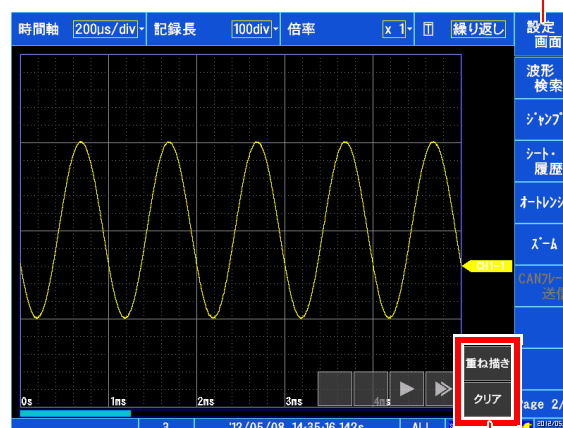 時間軸 200µs/div 記録長 100div 倍率 x 1 繰り返し
設定
画面
波形
検索
ジャンプ
シート・
履歴
オートレンジ
ズーム
CANフレーム
送信
CH1-1
重ね描き
クリア
0s 1ms 2ms 3ms 4ms
Page 2/
3 '12/05/08 14:35:16.142s ALL